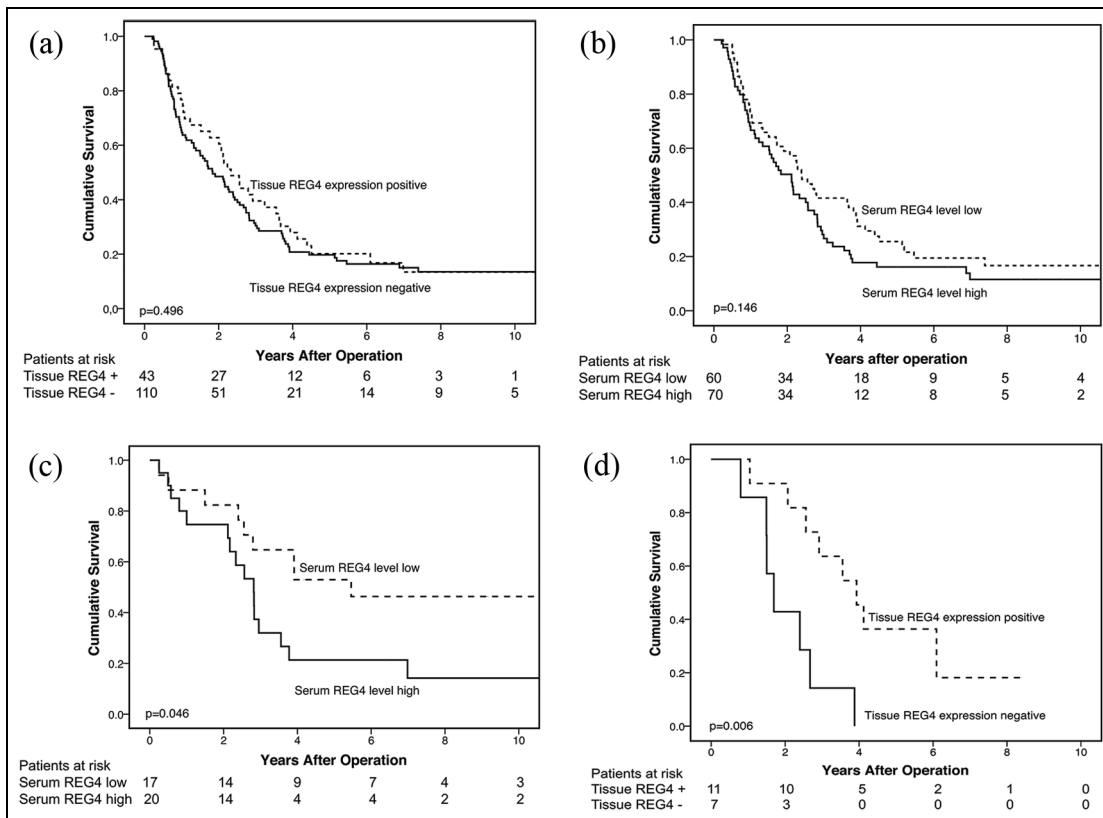 (a)
1.0
0.8
0.6
0.4
0.2
0.0
Cumulative Survival
Tissue REG4 expression positive
Tissue REG4 expression negative
p=0.496
0 2 4 6 8 10
Years After Operation
Patients at risk
Tissue REG4 + 43 27 12 6 3 1
Tissue REG4 - 110 51 21 14 9 5
(b)
1.0
0.8
0.6
0.4
0.2
0.0
Cumulative Survival
Serum REG4 level low
Serum REG4 level high
p=0.146
0 2 4 6 8 10
Years after operation
Patients at risk
Serum REG4 low 60 34 18 9 5 4
Serum REG4 high 70 34 12 8 5 2
(c)
1.0
0.8
0.6
0.4
0.2
0.0
Cumulative Survival
Serum REG4 level low
Serum REG4 level high
p=0.046
0 2 4 6 8 10
Years After Operation
Patients at risk
Serum REG4 low 17 14 9 7 4 3
Serum REG4 high 20 14 4 4 2 2
(d)
1.0
0.8
0.6
0.4
0.2
0.0
Cumulative Survival
Tissue REG4 expression positive
Tissue REG4 expression negative
p=0.006
0 2 4 6 8 10
Years After Operation
Patients at risk
Tissue REG4 + 11 10 5 2 1 0
Tissue REG4 - 7 3 0 0 0 0